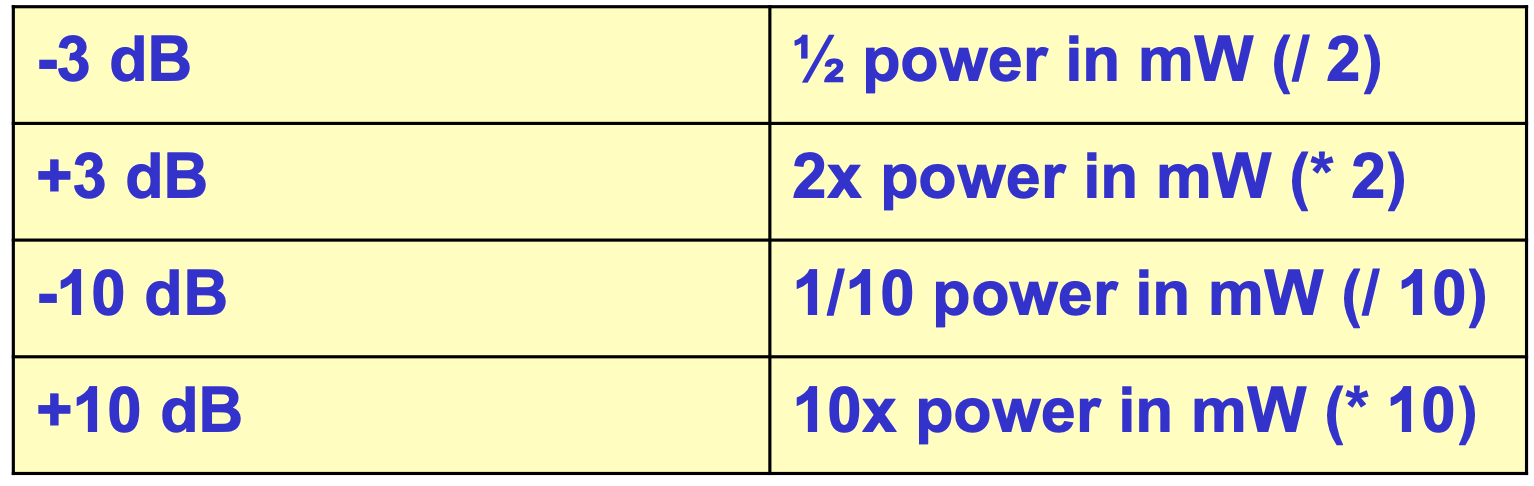 -3 dB ½ power in mW (/ 2)
+3 dB 2x power in mW (* 2)
-10 dB 1/10 power in mW (/ 10)
+10 dB 10x power in mW (* 10)